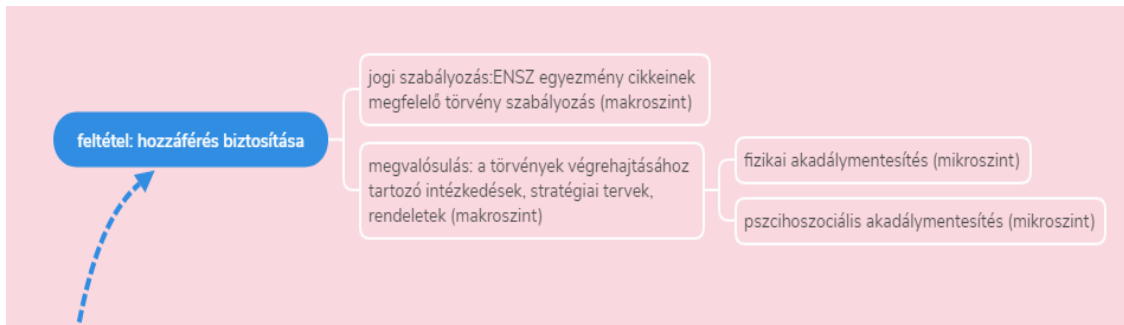 feltétel: hozzáférés biztosítása
jogi szabályozás:ENSZ egyezmény cikkeinek
megfelelő törvény szabályozás (makroszint)
megvalósulás: a törvények végrehajtásához
tartozó intézkedések, stratégiai tervek,
rendeletek (makroszint)
fizikai akadálymentesítés (mikroszint)
pszcihoszociális akadálymentesítés (mikroszint)